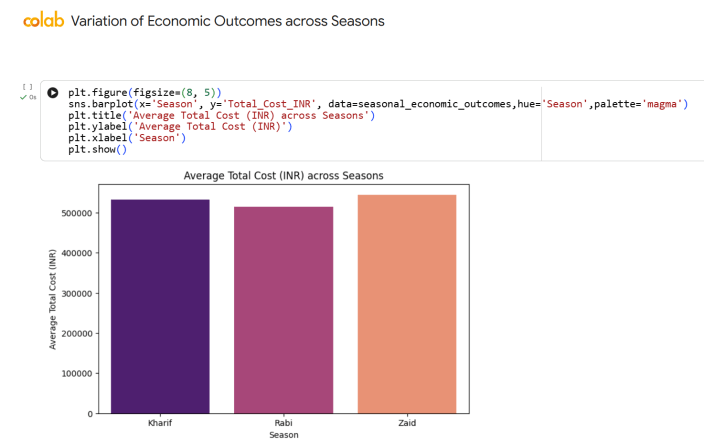 colab Variation of Economic Outcomes across Seasons
[ ]
0s
plt.figure(figsize=(8, 5))
sns.barplot(x='Season', y='Total_Cost_INR', data=seasonal_economic_outcomes,hue='Season',palette='magma')
plt.title('Average Total Cost (INR) across Seasons')
plt.ylabel('Average Total Cost (INR)')
plt.xlabel('Season')
plt.show()
Average Total Cost (INR) across Seasons
Average Total Cost (INR)
500000
400000
300000
200000
100000
0
Kharif Rabi Zaid
Season